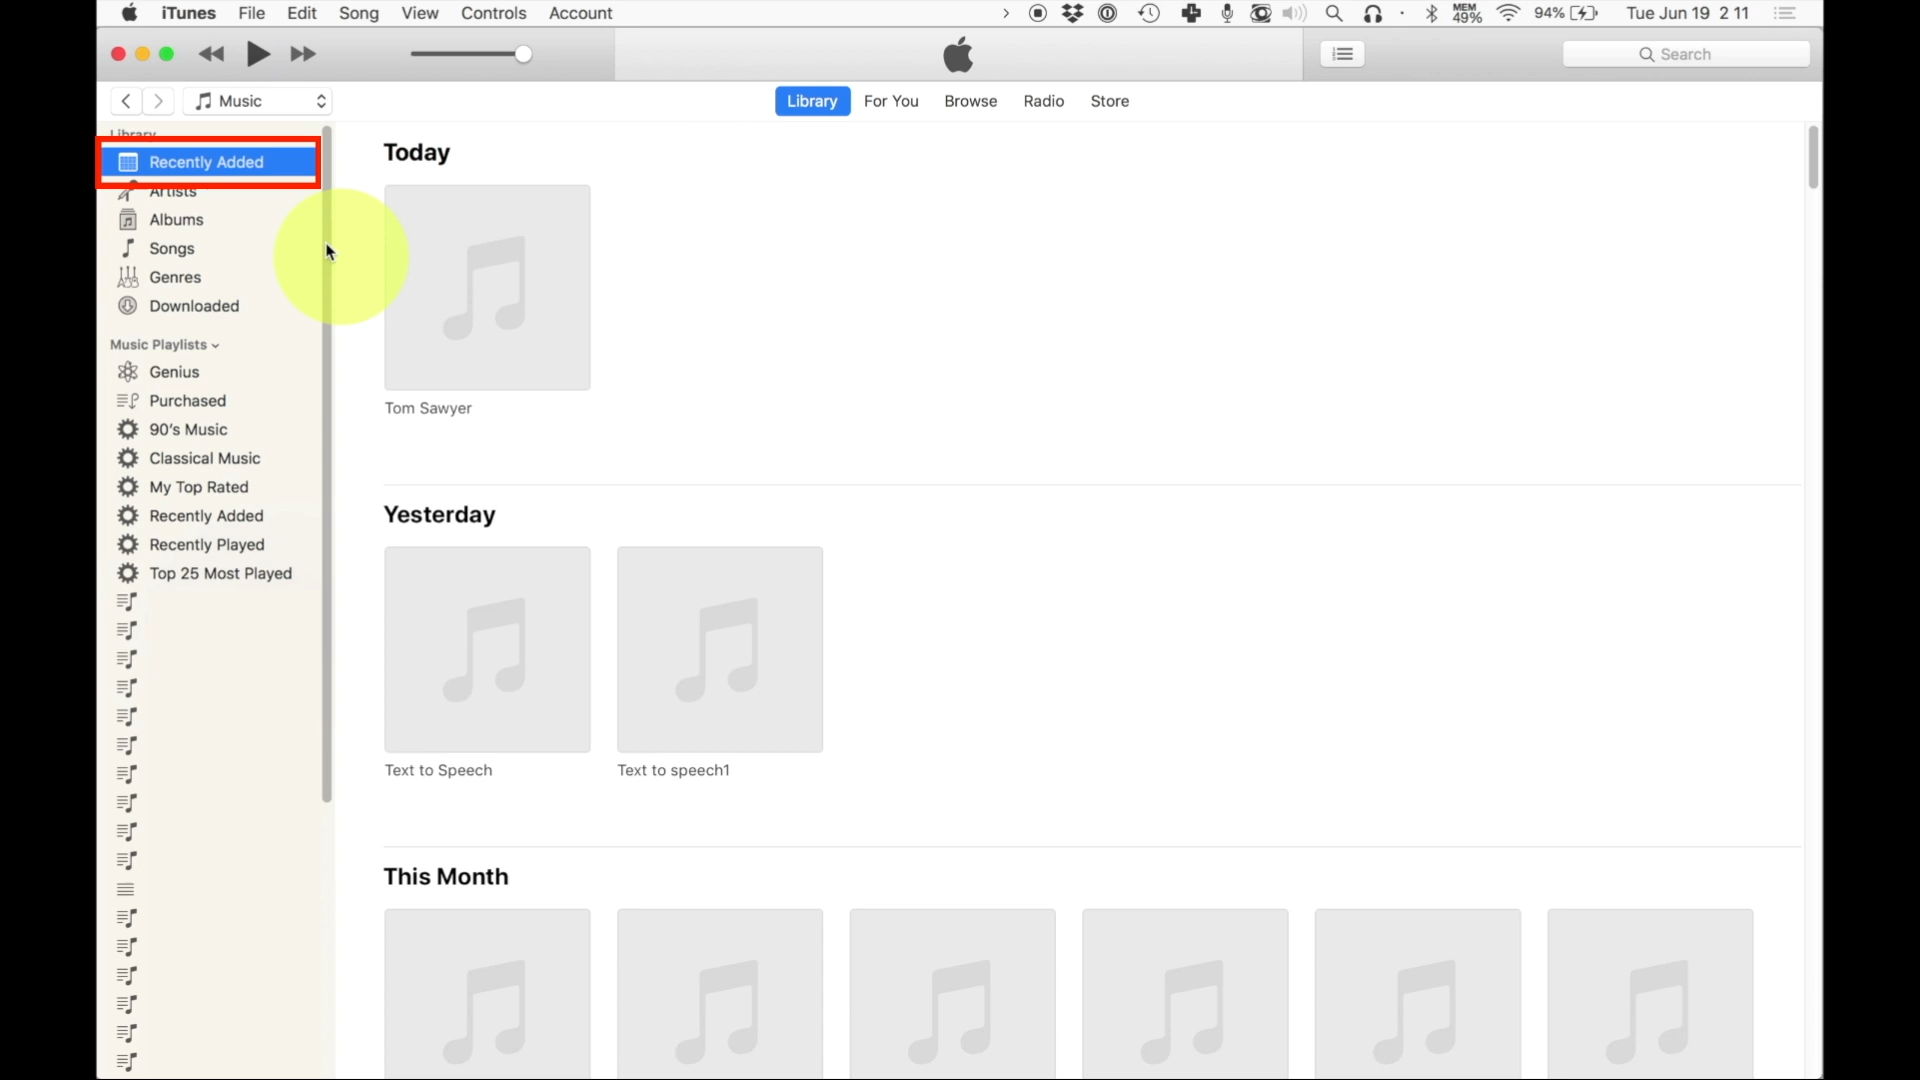 iTunes File Edit Song View Controls Account MEM 49% 94% Tue Jun 19 2 11
Search
Music Library For You Browse Radio Store
Library
Recently Added
Artists
Albums
Songs
Genres
Downloaded
Music Playlists
Genius
Purchased
90's Music
Classical Music
My Top Rated
Recently Added
Recently Played
Top 25 Most Played
Today
Tom Sawyer
Yesterday
Text to Speech Text to speech1
This Month